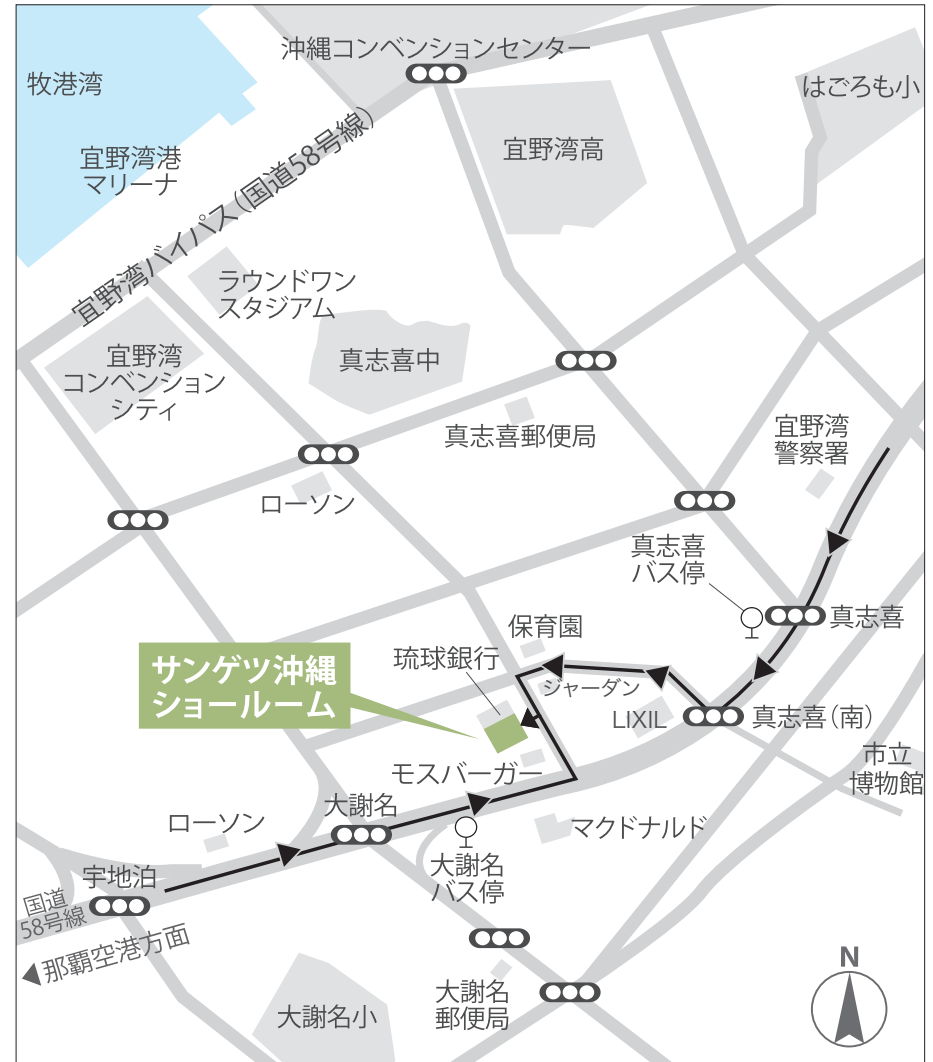 沖縄コンベンションセンター
牧港湾
はごろも小
宜野湾港
マリーナ
宜野湾高
宜野湾バイパス（国道58号線）
ラウンドワン
スタジアム
宜野湾
コンベンション
シティ
真志喜中
真志喜郵便局
宜野湾
警察署
ローソン
真志喜
バス停
真志喜
保育園
琉球銀行
サンゲツ沖縄
ショールーム
ジャーダン
LIXIL
真志喜（南）
市立
博物館
モスバーガー
大謝名
ローソン
マクドナルド
大謝名
バス停
宇地泊
国道
58号線
那覇空港方面
大謝名
郵便局
大謝名小
N